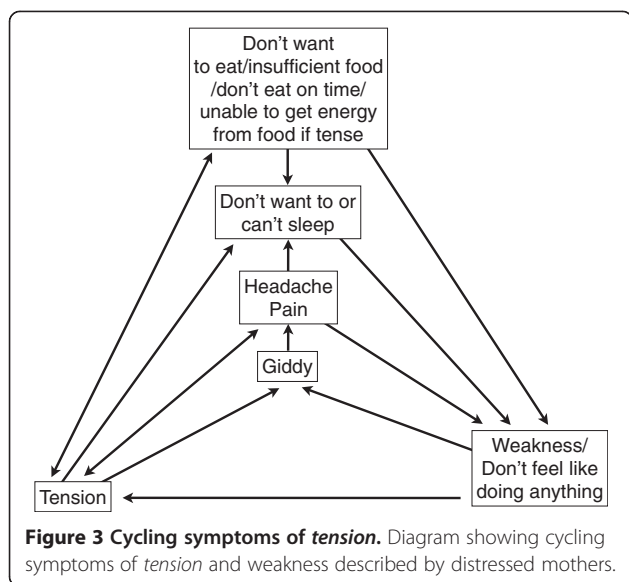 Don't want
to eat/insufficient food
/don't eat on time/
unable to get energy
from food if tense
Don't want to or
can't sleep
Headache
Pain
Giddy
Weakness/
Don't feel like
doing anything
Tension
Figure 3 Cycling symptoms of tension. Diagram showing cycling
symptoms of tension and weakness described by distressed mothers.